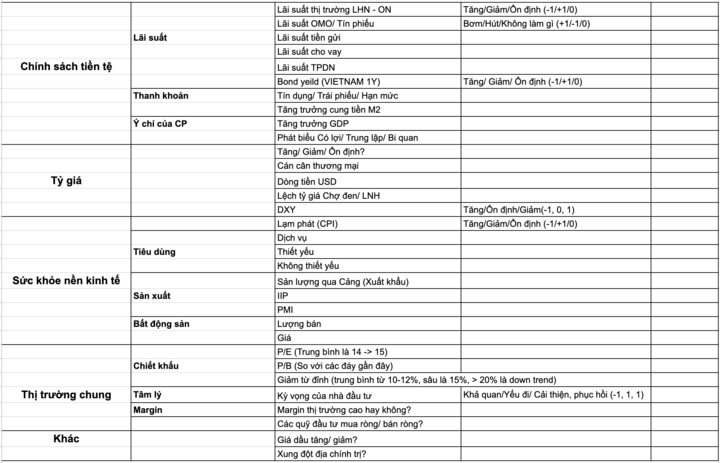 Lãi suất thị trường LHN - ON Tăng/Giảm/Ổn định (-1/+1/0)
Lãi suất OMO/ Tín phiếu Bơm/Hút/Không làm gì (+1/-1/0)
Lãi suất Lãi suất tiền gửi
Lãi suất cho vay
Chính sách tiền tệ Lãi suất TPDN
Bond yeild (VIETNAM 1Y) Tăng/ Giảm/ Ổn định (-1/+1/0)
Thanh khoản Tín dụng/ Trái phiếu/ Hạn mức
Tăng trưởng cung tiền M2
Ý chí của CP Tăng trưởng GDP
Phát biểu Có lợi/ Trung lập/ Bi quan
Tăng/ Giảm/ Ổn định?
Cán cân thương mại
Tỷ giá Dòng tiền USD
Lệch tỷ giá Chợ đen/ LNH
DXY Tăng/Ổn định/Giảm(-1, 0, 1)
Lạm phát (CPI) Tăng/Giảm/Ổn định (-1/+1/0)
Dịch vụ
Tiêu dùng Thiết yếu
Không thiết yếu
Sức khỏe nền kinh tế Sản lượng qua Cảng (Xuất khẩu)
Sản xuất IIP
PMI
Bất động sản Lượng bán
Giá
P/E (Trung bình là 14 -> 15)
Chiết khấu P/B (So với các đáy gần đây)
Giảm từ đỉnh (trung bình từ 10-12%, sâu là 15%, > 20% là down trend)
Thị trường chung Tâm lý Kỳ vọng của nhà đầu tư Khả quan/Yếu đi/ Cải thiện, phục hồi (-1, 1, 1)
Margin Margin thị trường cao hay không?
Các quỹ đầu tư mua ròng/ bán ròng?
Khác Giá dầu tăng/ giảm?
Xung đột địa chính trị?